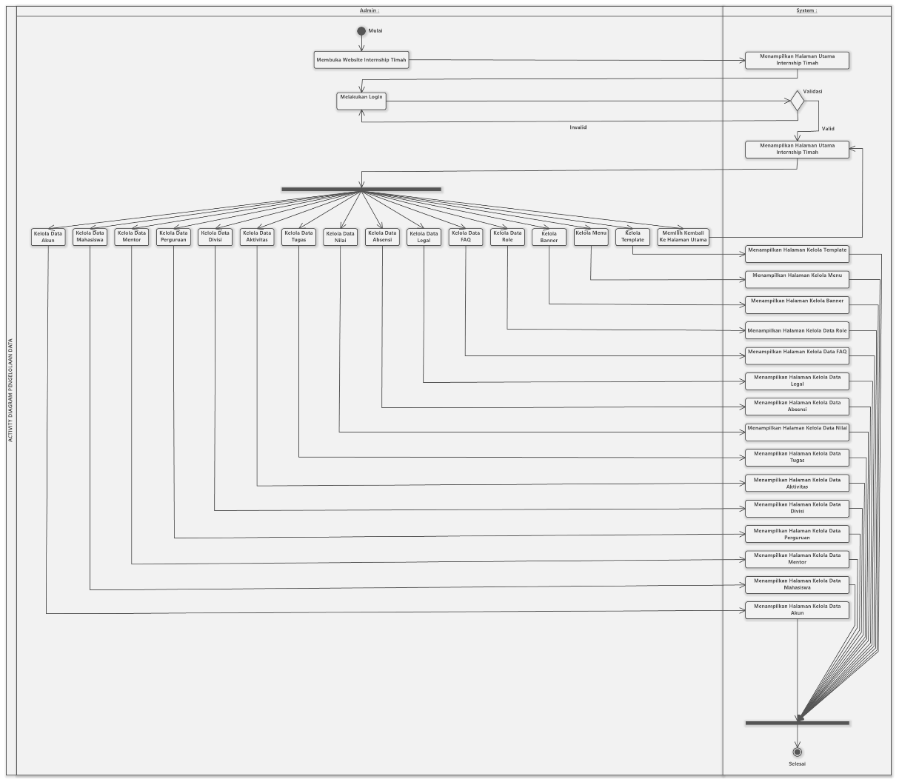 Admin ;
System ;
Mulai
Membuka Website Internship Timah
Menampilkan Halaman Utama
Internship Timah
Melakukan Login
Validasi
Invalid
Valid
Menampilkan Halaman Utama
Internship Timah
Kelola Data
Akun
Kelola Data
Mahasiswa
Kelola Data
Mentor
Kelola Data
Perguruan
Kelola Data
Divisi
Kelola Data
Aktivitas
Kelola Data
Tugas
Kelola Data
Nilai
Kelola Data
Absensi
Kelola Data
Legal
Kelola Data
FAQ
Kelola Data
Role
Kelola
Banner
Kelola Menu
Kelola
Template
Memilih Kembali
Ke Halaman Utama
Menampilkan Halaman Kelola Template
Menampilkan Halaman Kelola Menu
Menampilkan Halaman Kelola Banner
Menampilkan Halaman Kelola Data Role
Menampilkan Halaman Kelola Data FAQ
Menampilkan Halaman Kelola Data
Legal
Menampilkan Halaman Kelola Data
Absensi
Menampilkan Halaman Kelola Data Nilai
Menampilkan Halaman Kelola Data
Tugas
Menampilkan Halaman Kelola Data
Aktivitas
Menampilkan Halaman Kelola Data
Divisi
Menampilkan Halaman Kelola Data
Perguruan
Menampilkan Halaman Kelola Data
Mentor
Menampilkan Halaman Kelola Data
Mahasiswa
Menampilkan Halaman Kelola Data
Akun
Selesai
ACTIVITY DIAGRAM PENGELOLAAN DATA